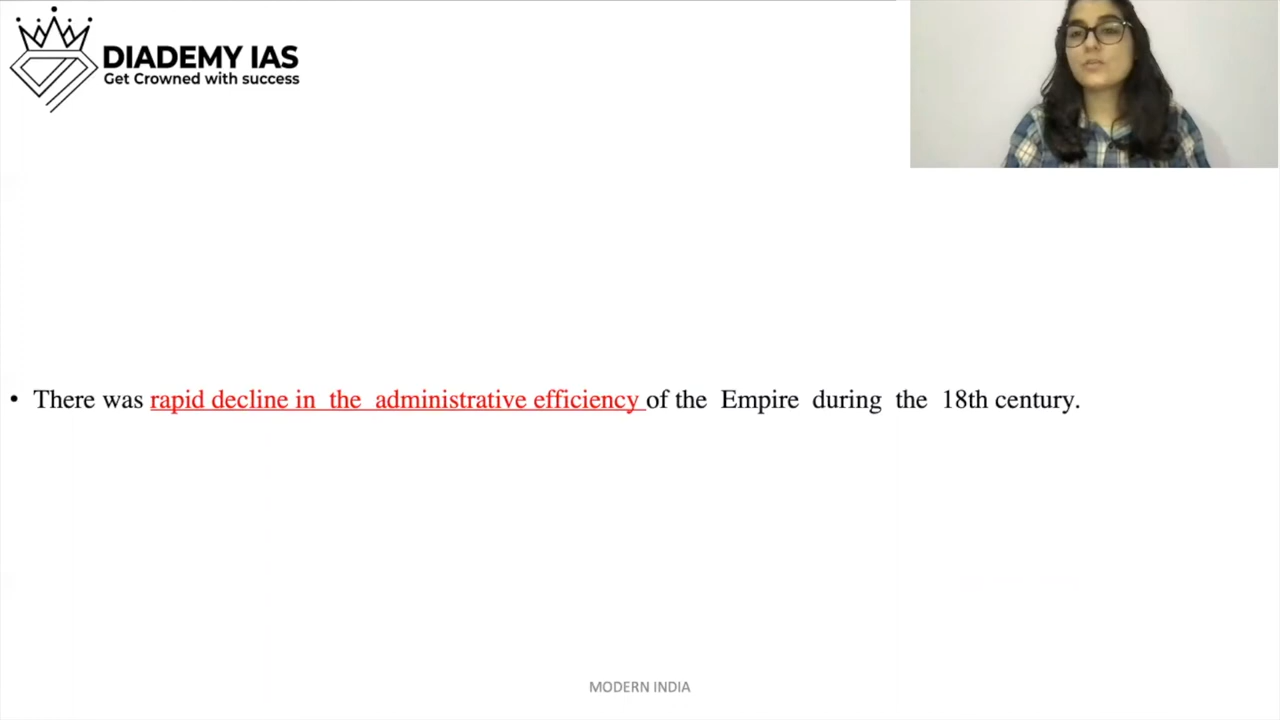 DIADEMY IAS
Get Crowned with success
• There was rapid decline in the administrative efficiency of the Empire during the 18th century.
MODERN INDIA